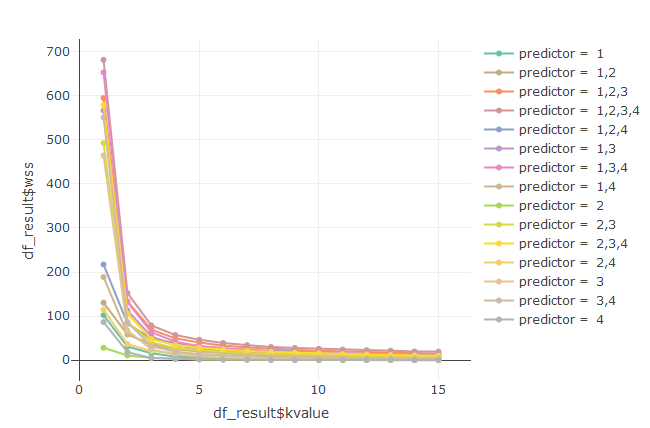 700
600
500
400
300
200
100
0
df_result$wss
0
5
10
15
df_result$kvalue
predictor = 1
predictor = 1,2
predictor = 1,2,3
predictor = 1,2,3,4
predictor = 1,2,4
predictor = 1,3
predictor = 1,3,4
predictor = 1,4
predictor = 2
predictor = 2,3
predictor = 2,3,4
predictor = 2,4
predictor = 3
predictor = 3,4
predictor = 4